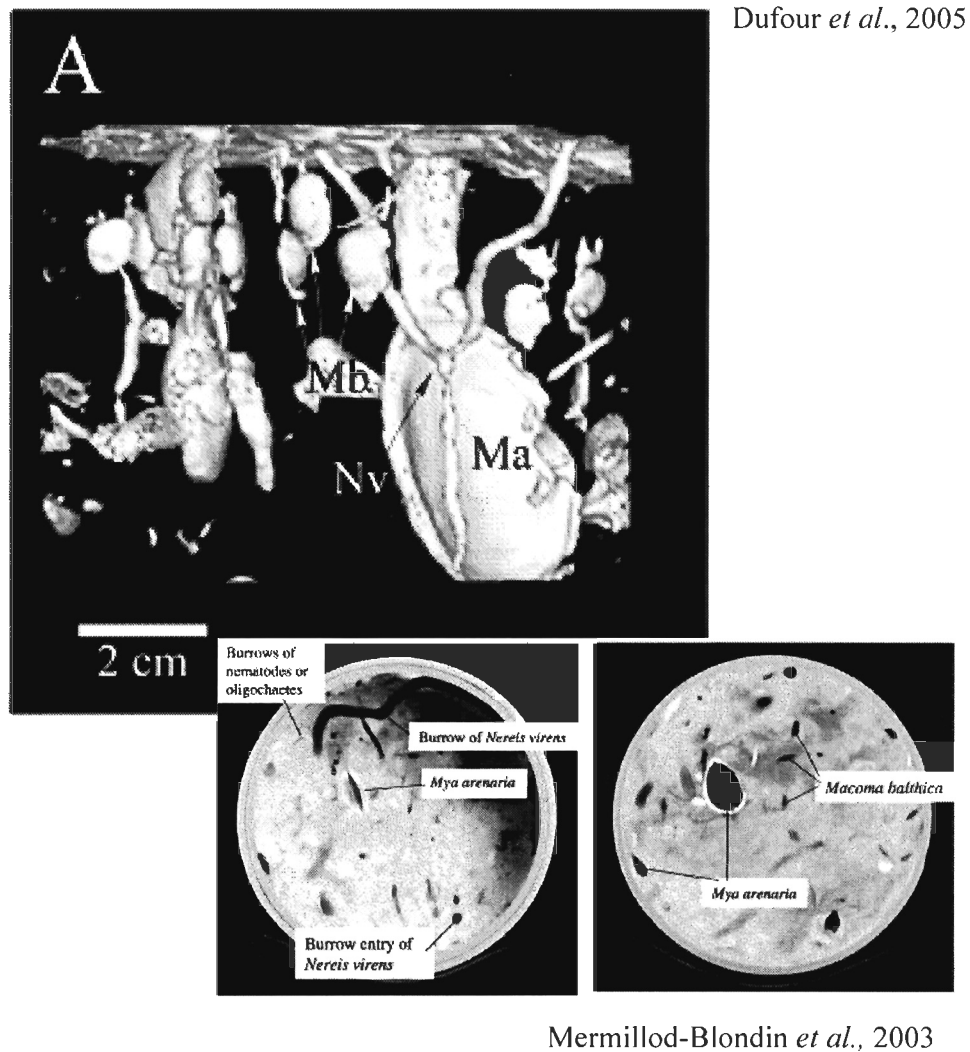 Dufour et al., 2005
A
Mb
Nv
Ma
2 cm
Burrows of
nematodes or
oligochaetes
Burrow of Nereis virens
Mya arenaria
Burrow entry of
Nereis virens
Macoma balthica
Mya arenaria
Mermillod-Blondin et al., 2003